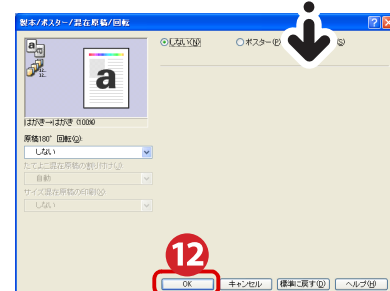 製本/ポスター/混在原稿/回転
はがき→はがき (100%)
しない(N)
ポスター(P)
(S)
原稿180° 回転(G):
しない
たてよこ混在原稿の割り付け(J):
自動
サイズ混在原稿の印刷(X):
しない
a
12
OK
キャンセル
標準に戻す(D)
ヘルプ(H)